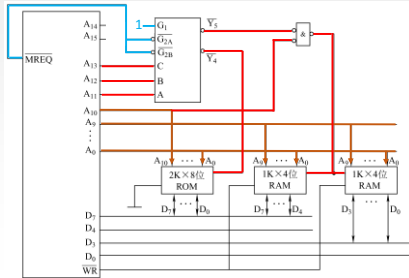 A14
A15
MREQ
A13
A12
A11
A10
A9
A0
D7
D4
D3
D0
WR
1
G1
G2A
G2B
C
B
A
Y5
Y4
&
A10 ··· A0
A9 ··· A0
A9 ··· A0
2K×8位
ROM
1K×4位
RAM
1K×4位
RAM
D7 ··· D0
D7 ··· D4
D3 ··· D0